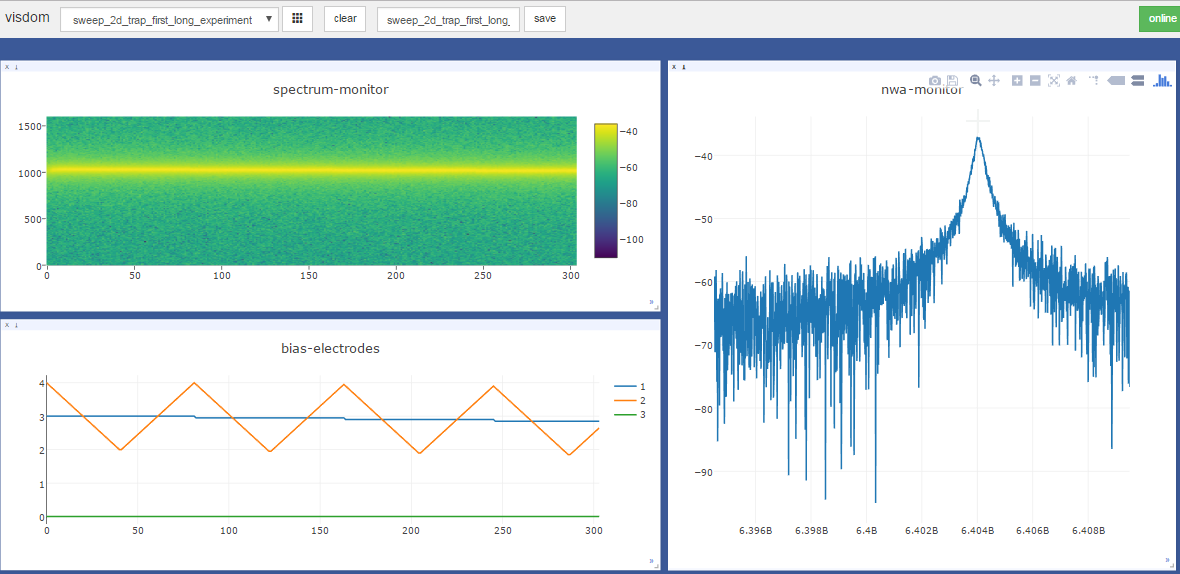 visdom
sweep_2d_trap_first_long_experiment
clear
sweep_2d_trap_first_long_
save
online
x ↓
spectrum-monitor
1500
1000
500
0
0 50 100 150 200 250 300
−40
−60
−80
−100
»
x ↓
bias-electrodes
4
3
2
1
0
0 50 100 150 200 250 300
1
2
3
»
x ↓
nwa-monitor
−40
−50
−60
−70
−80
−90
6.396B 6.398B 6.4B 6.402B 6.404B 6.406B 6.408B
»